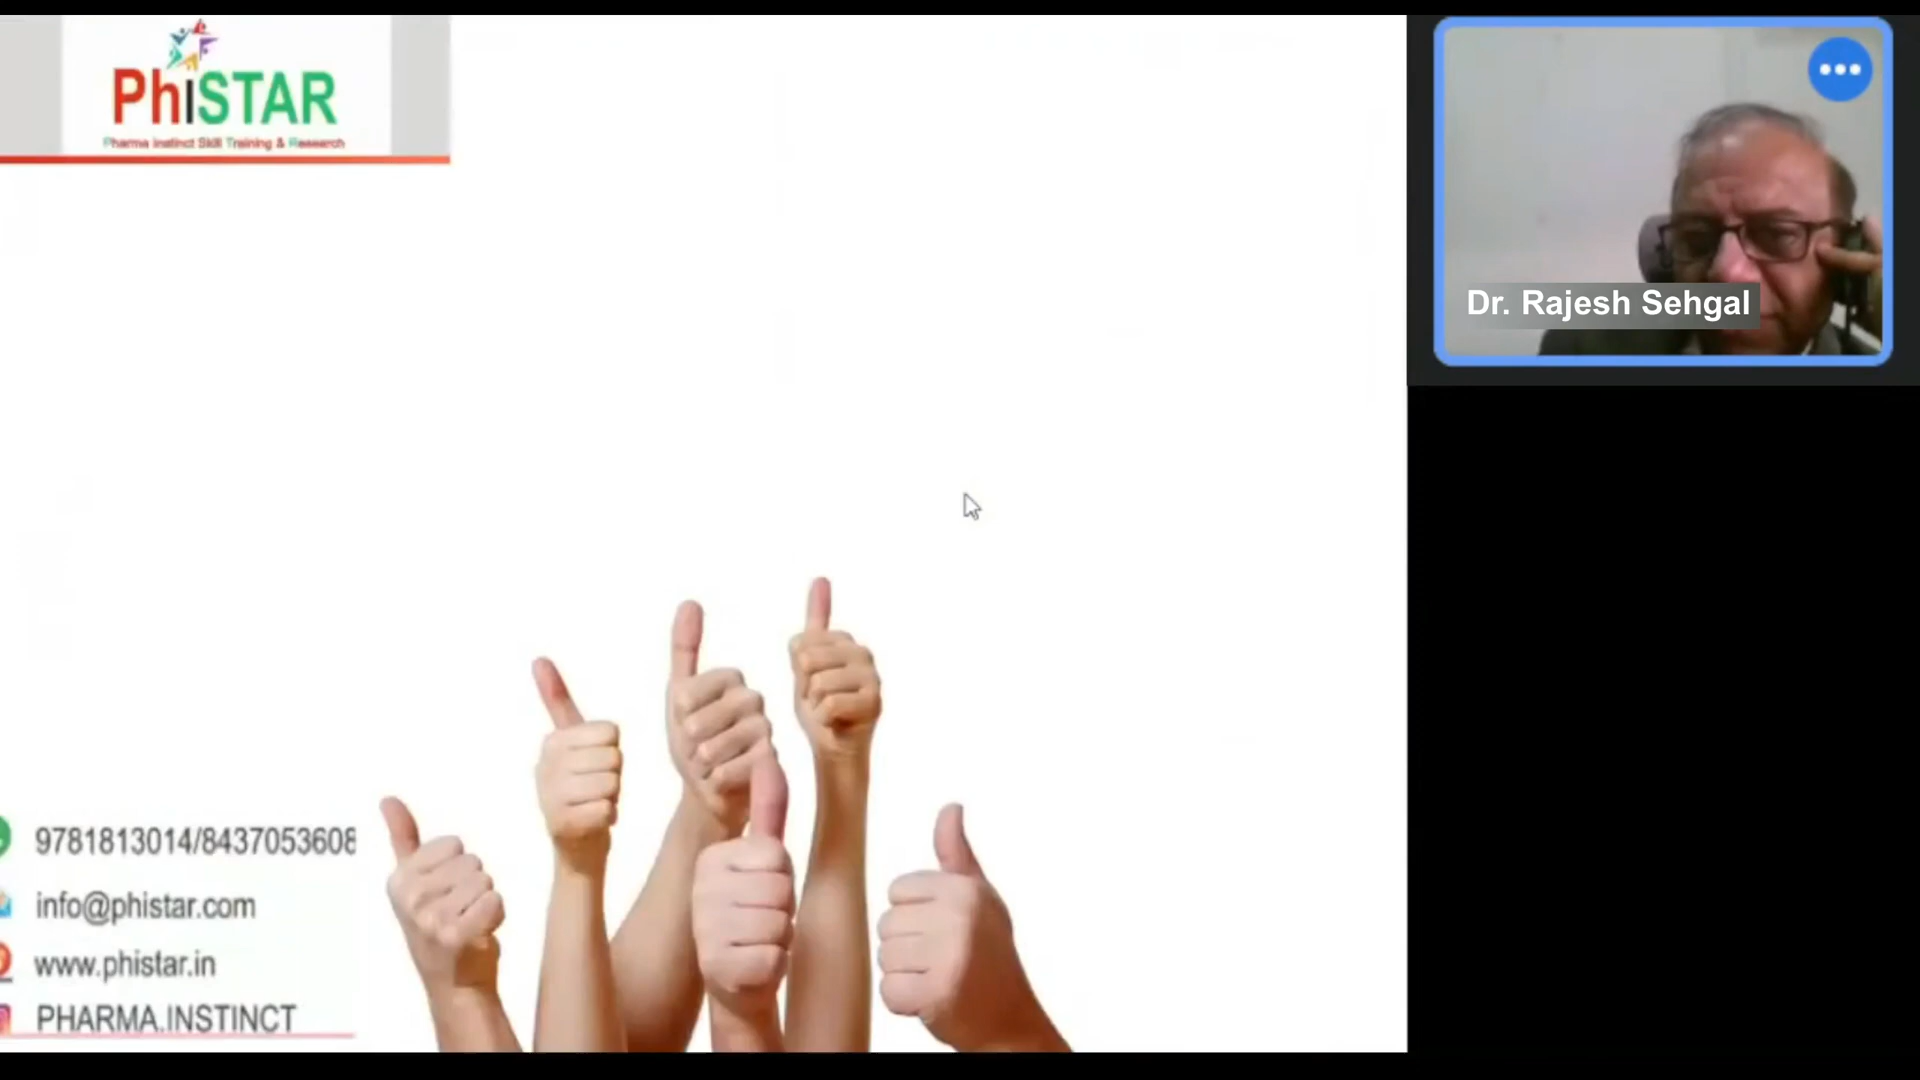 PhiSTAR
Pharma Instinct Skill Training & Research
Dr. Rajesh Sehgal
9781813014/8437053608
info@phistar.com
www.phistar.in
PHARMA.INSTINCT